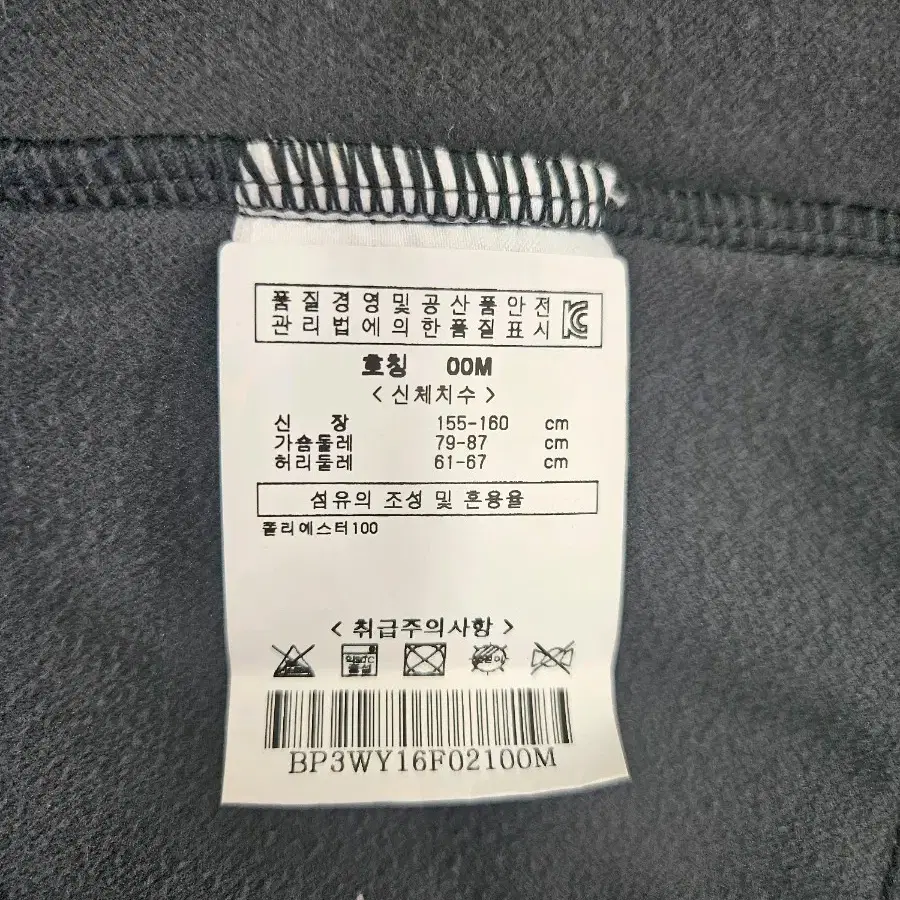 품질경영및공산품안전
관리법에의한품질표시
호칭 00M
<신체치수>
신 장 155-160 cm
가슴둘레 79-87 cm
허리둘레 61-67 cm
섬유의 조성 및 혼용율
폴리에스터100
<취급주의사항>
BP3WY16F02100M